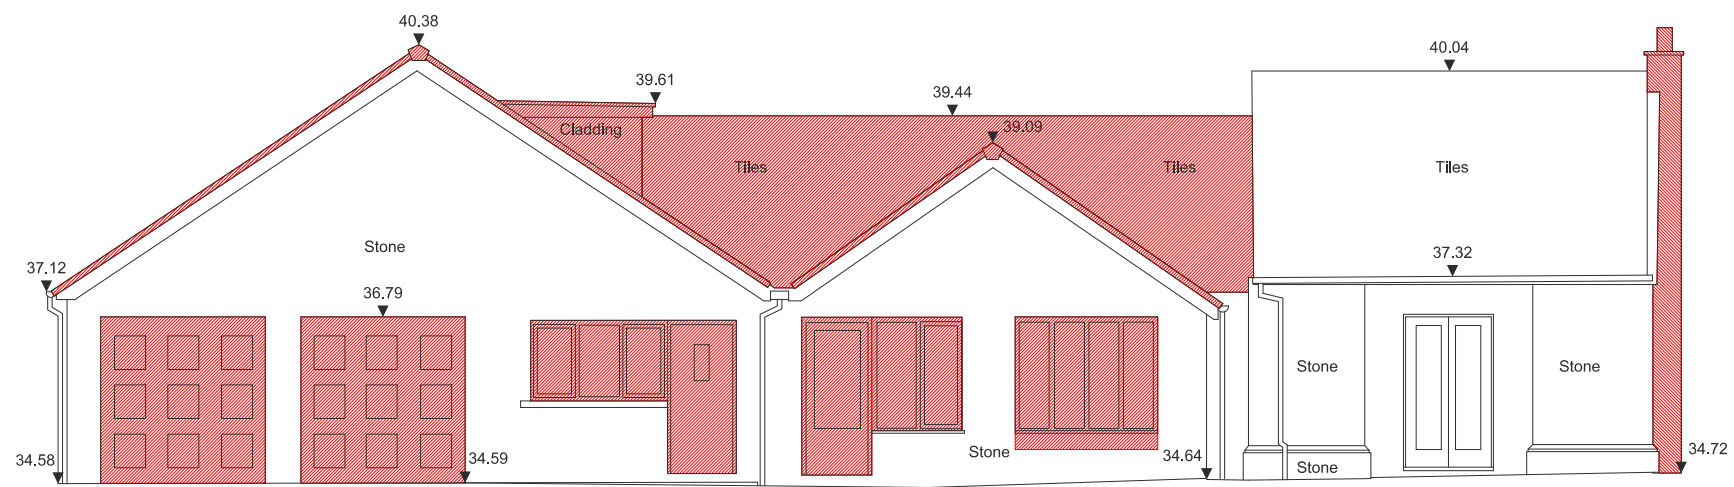 40.38
40.04
39.61
39.44
Cladding
39.09
Tiles
Tiles
Tiles
Stone
37.12
37.32
36.79
Stone
Stone
Stone
34.58
34.59
34.64
Stone
34.72